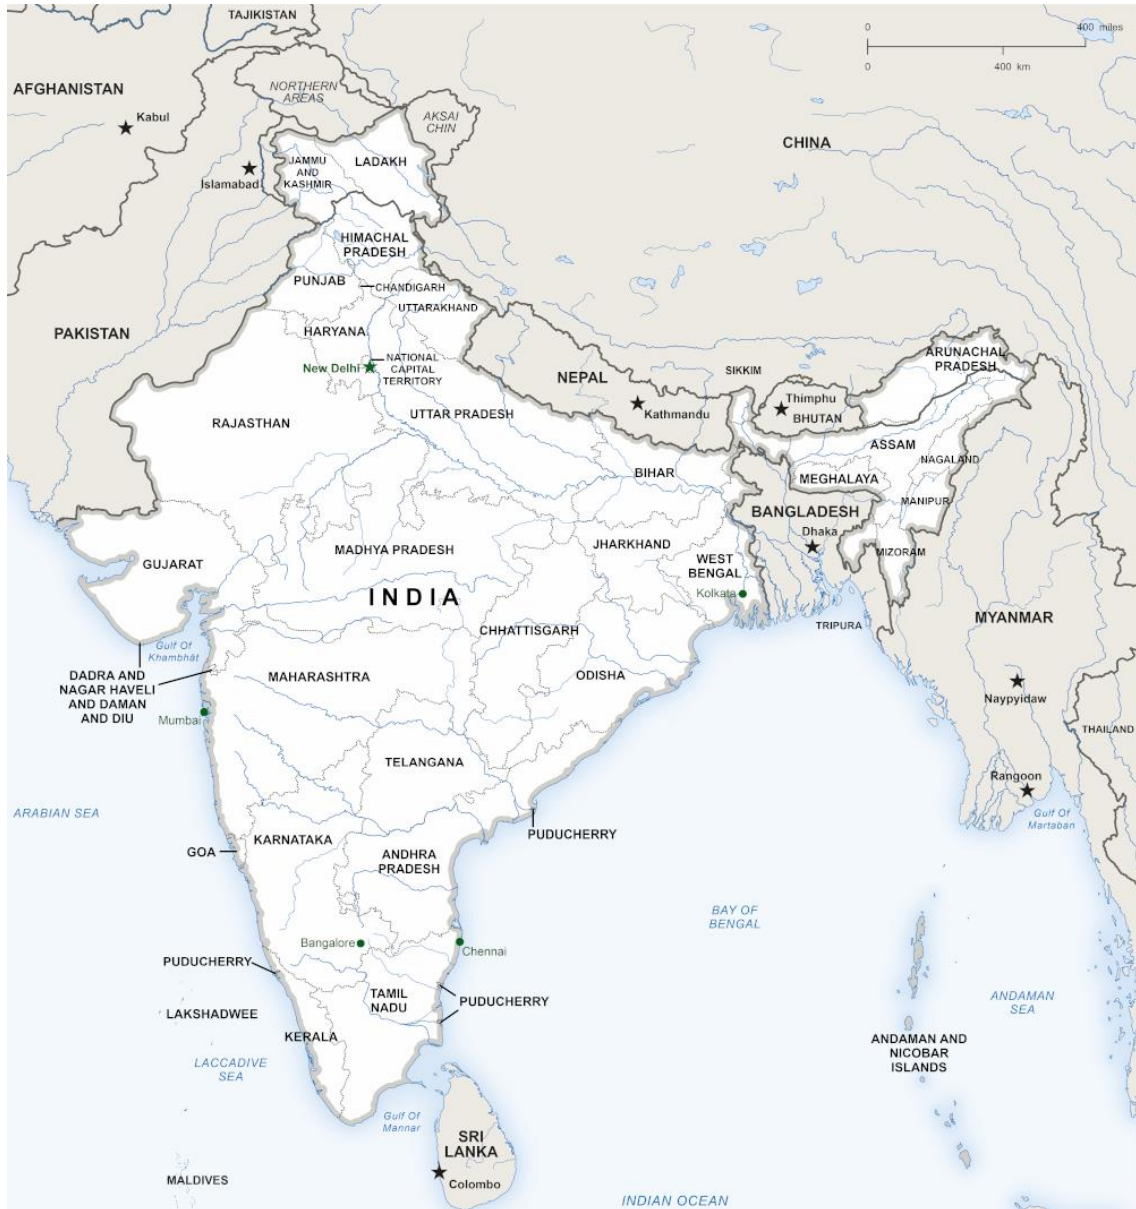 TAJIKISTAN
0 400 miles
0 400 km
AFGHANISTAN
Kabul
NORTHERN
AREAS
AKSAI
CHIN
CHINA
Islamabad
JAMMU
AND
KASHMIR
LADAKH
HIMACHAL
PRADESH
PUNJAB
CHANDIGARH
UTTARAKHAND
PAKISTAN
HARYANA
New Delhi
NATIONAL
CAPITAL
TERRITORY
NEPAL
Kathmandu
SIKKIM
Thimphu
BHUTAN
ARUNACHAL
PRADESH
RAJASTHAN
UTTAR PRADESH
BIHAR
ASSAM
NAGALAND
MEGHALAYA
MANIPUR
BANGLADESH
Dhaka
MIZORAM
TRIPURA
GUJARAT
MADHYA PRADESH
JHARKHAND
WEST
BENGAL
Kolkata
INDIA
CHHATTISGARH
ODISHA
MYANMAR
Naypyidaw
THAILAND
Rangoon
Gulf Of
Martaban
Gulf Of
Khambhāt
DADRA AND
NAGAR HAVELI
AND DAMAN
AND DIU
MAHARASHTRA
Mumbai
TELANGANA
ARABIAN SEA
KARNATAKA
GOA
ANDHRA
PRADESH
PUDUCHERRY
BAY OF
BENGAL
Bangalore
Chennai
PUDUCHERRY
TAMIL
NADU
PUDUCHERRY
LAKSHADWEE
KERALA
LACCADIVE
SEA
ANDAMAN
SEA
ANDAMAN AND
NICOBAR
ISLANDS
Gulf Of
Mannar
SRI
LANKA
Colombo
MALDIVES
INDIAN OCEAN